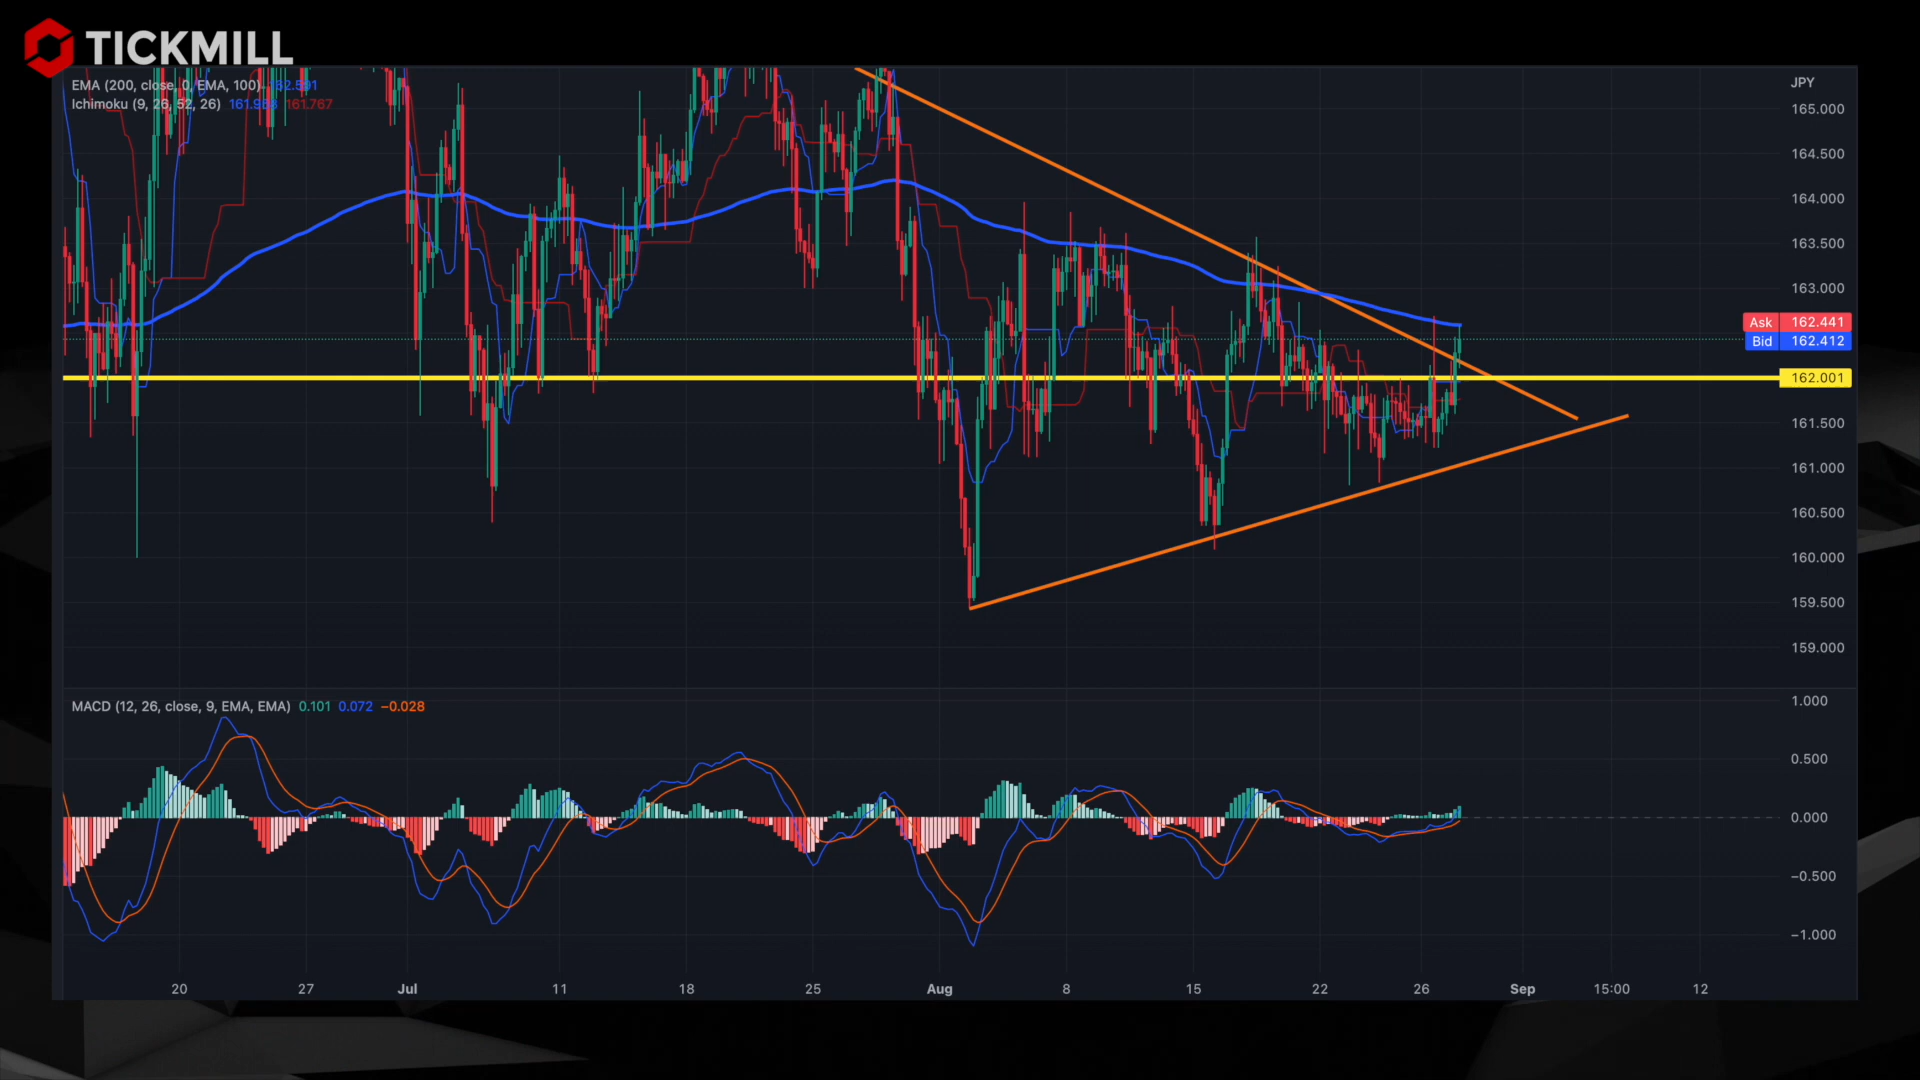 TICKMILL
EMA (200, close, 0, EMA, 100) 162.591
Ichimoku (9, 26, 52, 26) 161.767
JPY
165.000
164.500
164.000
163.500
163.000
Ask 162.441
Bid 162.412
162.001
161.500
161.000
160.500
160.000
159.500
159.000
MACD (12, 26, close, 9, EMA, EMA) 0.101 0.072 −0.028
1.000
0.500
0.000
−0.500
−1.000
20 27 Jul 11 18 25 Aug 8 15 22 26 Sep 15:00 12